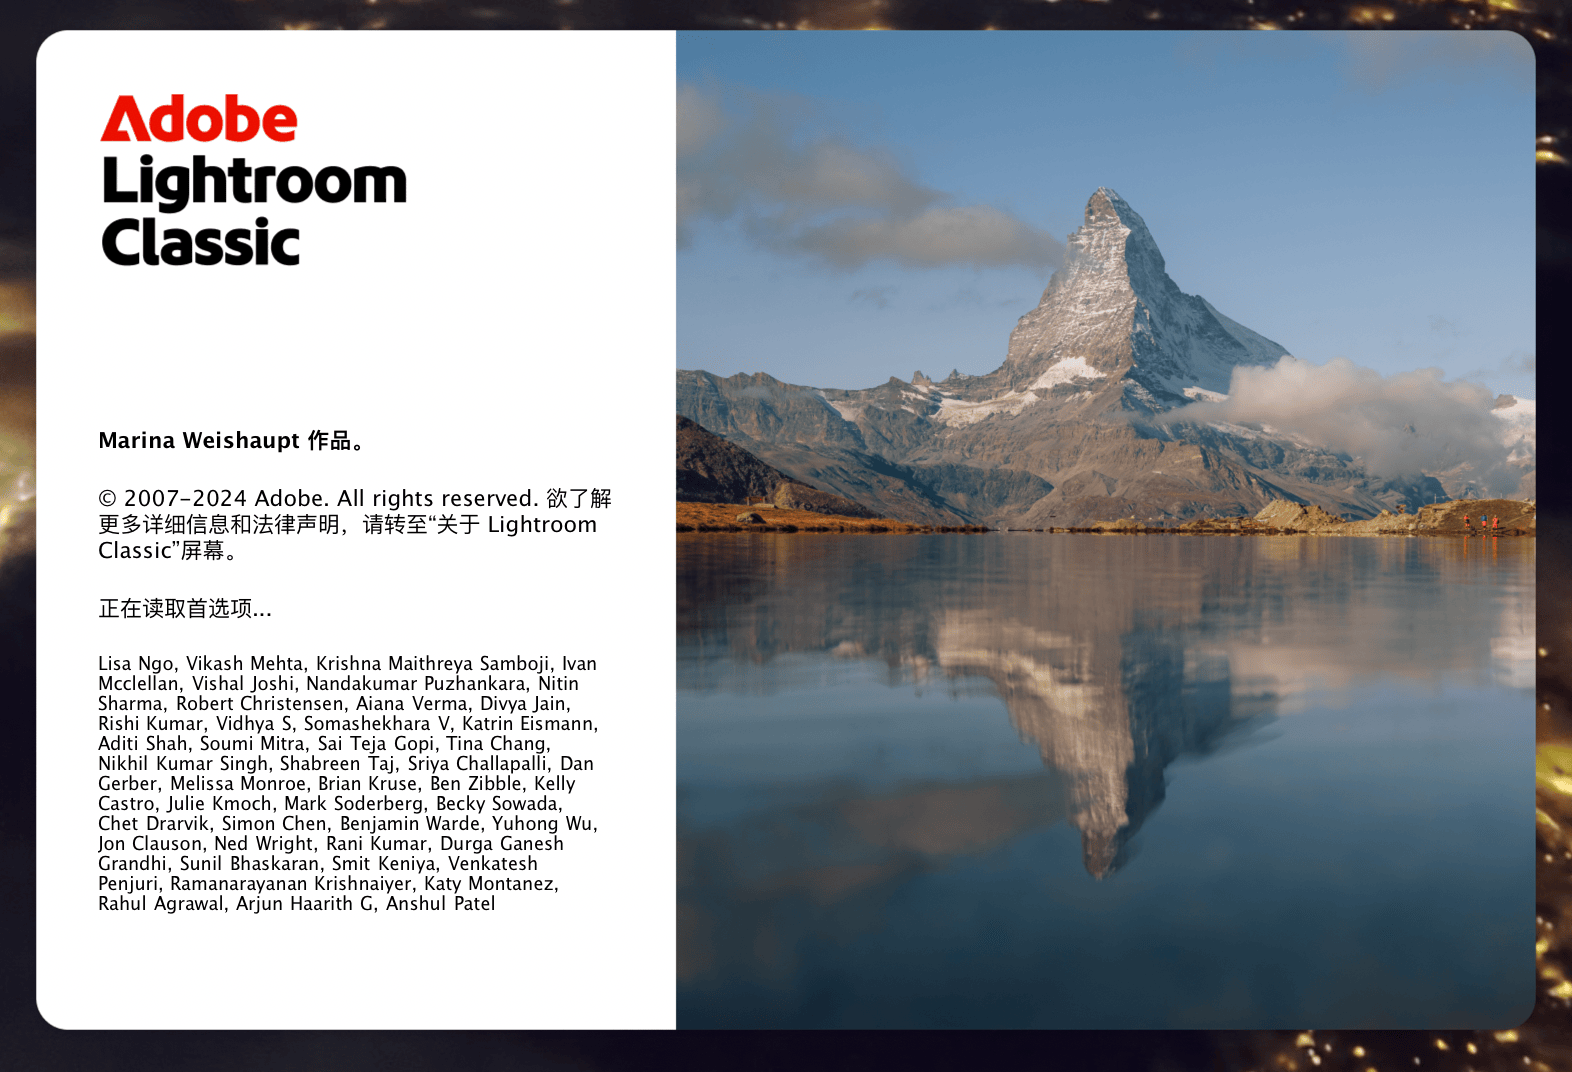 Adobe
Lightroom
Classic
Marina Weishaupt 作品。
© 2007-2024 Adobe. All rights reserved. 欲了解
更多详细信息和法律声明，请转至“关于 Lightroom
Classic”屏幕。
正在读取首选项...
Lisa Ngo, Vikash Mehta, Krishna Maithreya Samboji, Ivan
Mcclellan, Vishal Joshi, Nandakumar Puzhankara, Nitin
Sharma, Robert Christensen, Aiana Verma, Divya Jain,
Rishi Kumar, Vidhya S, Somashekhara V, Katrin Eismann,
Aditi Shah, Soumi Mitra, Sai Teja Gopi, Tina Chang,
Nikhil Kumar Singh, Shabreen Taj, Sriya Challapalli, Dan
Gerber, Melissa Monroe, Brian Kruse, Ben Zibble, Kelly
Castro, Julie Kmoch, Mark Soderberg, Becky Sowada,
Chet Drarvik, Simon Chen, Benjamin Warde, Yuhong Wu,
Jon Clauson, Ned Wright, Rani Kumar, Durga Ganesh
Grandhi, Sunil Bhaskaran, Smit Keniya, Venkatesh
Penjuri, Ramanarayanan Krishnaiyer, Katy Montanez,
Rahul Agrawal, Arjun Haarith G, Anshul Patel